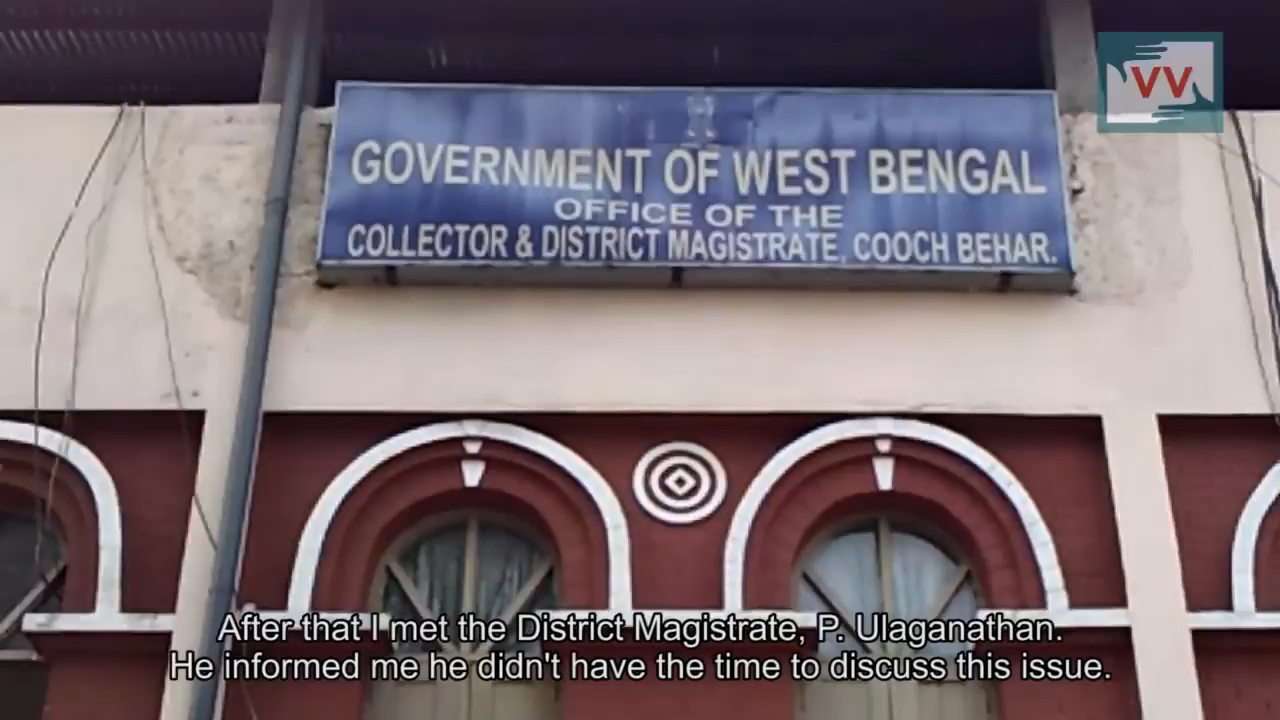 VV
GOVERNMENT OF WEST BENGAL
OFFICE OF THE
COLLECTOR & DISTRICT MAGISTRATE, COOCH BEHAR.
After that I met the District Magistrate, P. Ulaganathan.
He informed me he didn't have the time to discuss this issue.